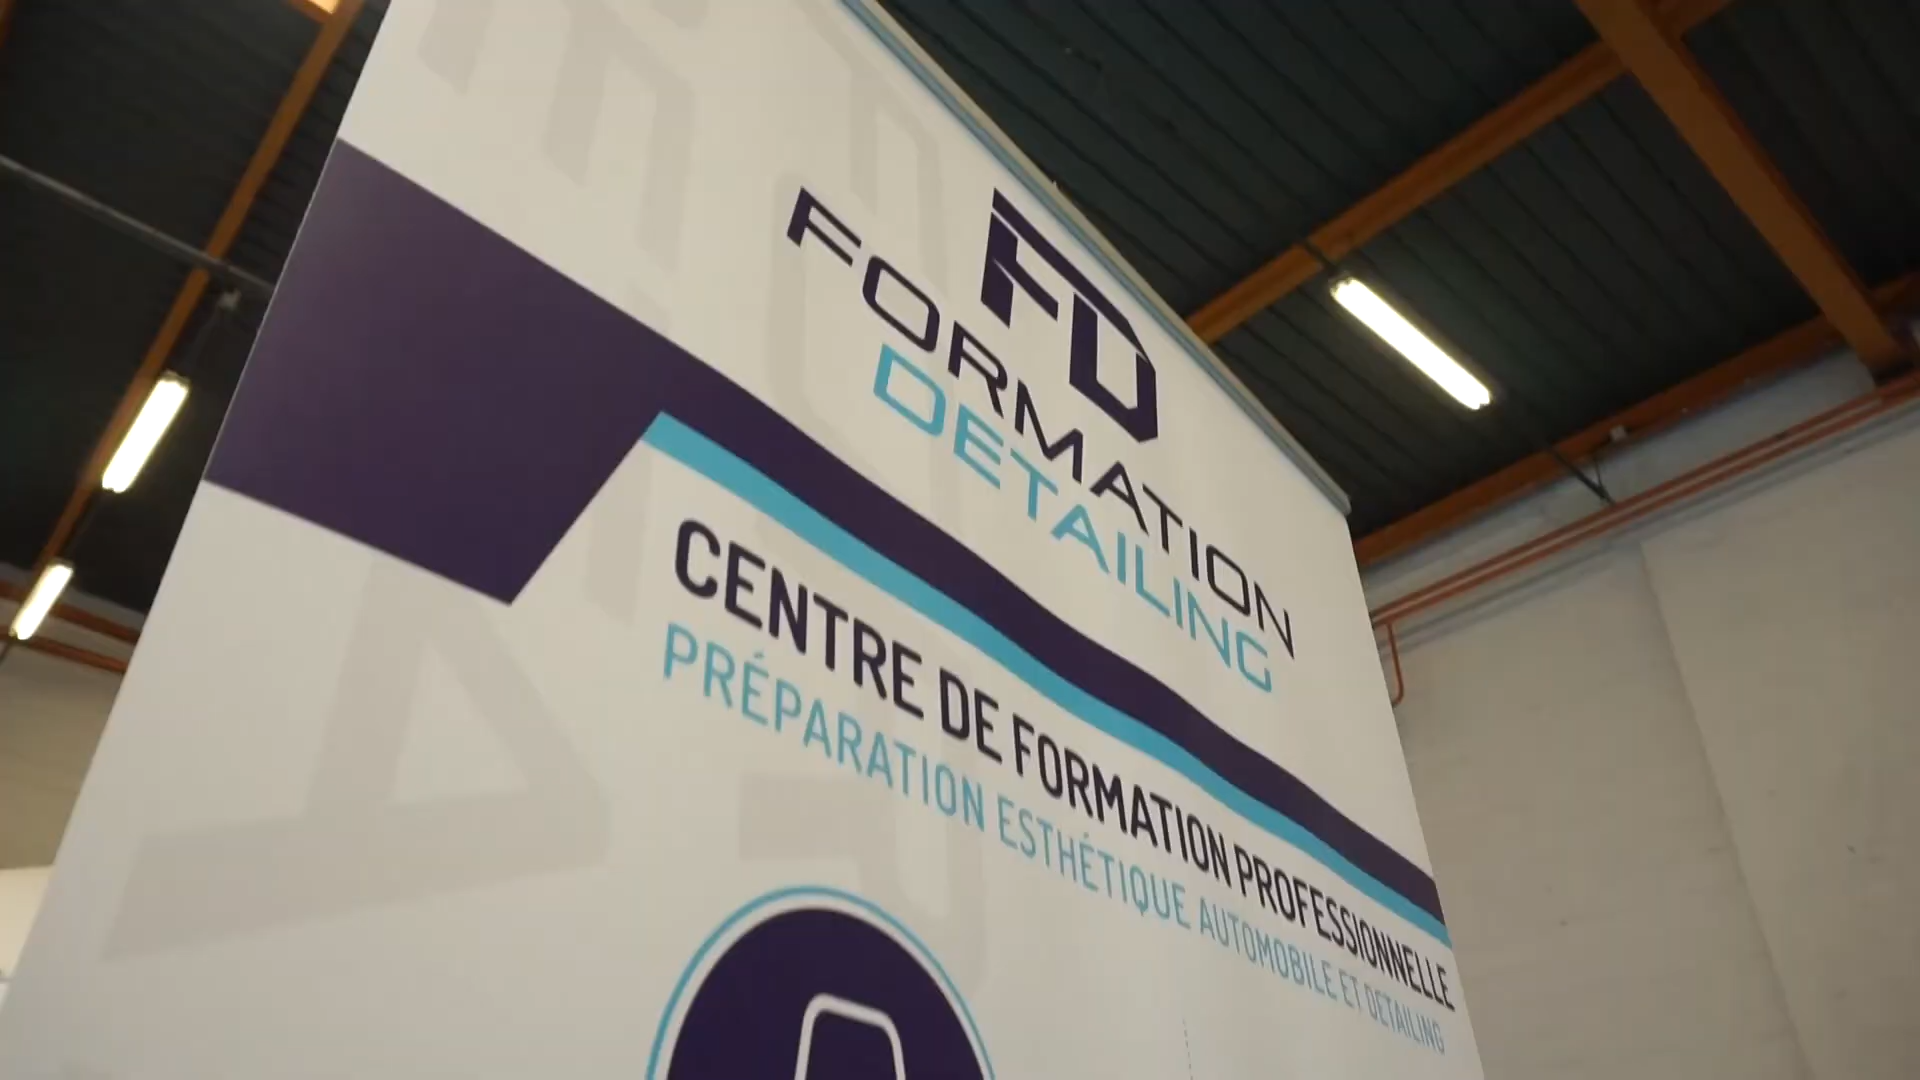 FD
FORMATION
DETAILING
CENTRE DE FORMATION PROFESSIONNELLE
PRÉPARATION ESTHÉTIQUE AUTOMOBILE ET DETAILING